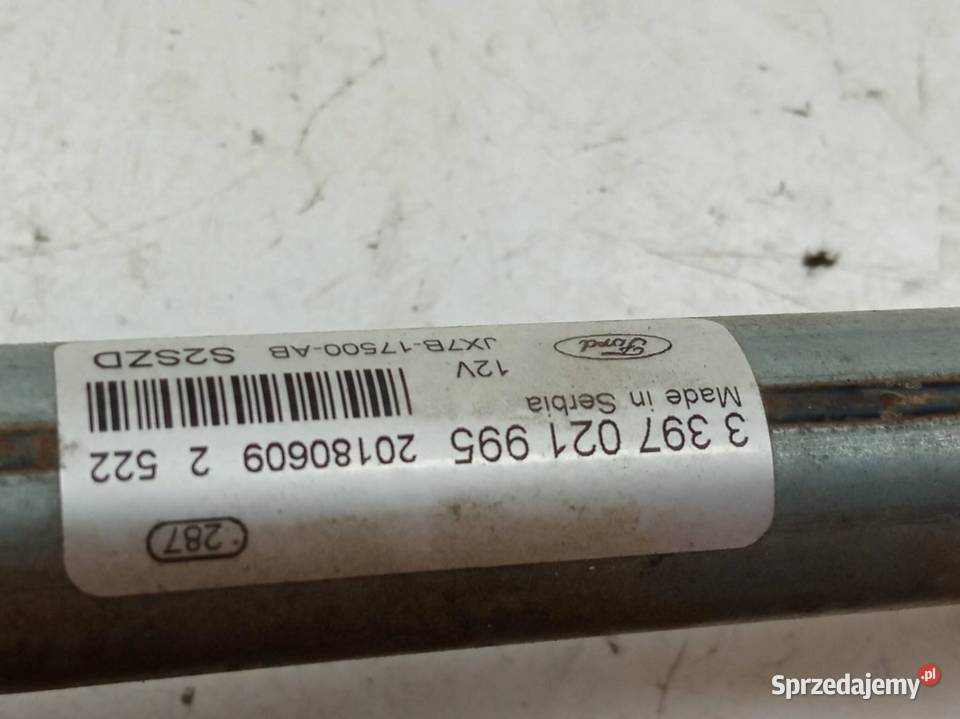 287
3 397 021 995 20180609 2 522
Made in Serbia
12V
Ford JX7B-17500-AB S2SZD
Sprzedajemy.pl